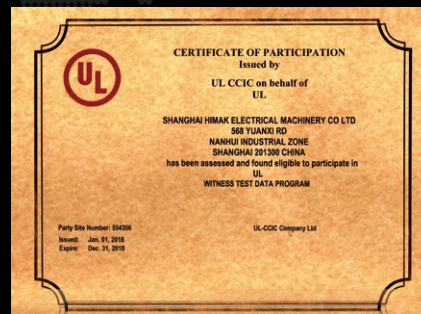 UL
CERTIFICATE OF PARTICIPATION
Issued by
UL CCIC on behalf of
UL
SHANGHAI HIMAK ELECTRICAL MACHINERY CO LTD
568 YUANXI RD
NANHUI INDUSTRIAL ZONE
SHANGHAI 201300 CHINA
has been assessed and found eligible to participate in
UL
WITNESS TEST DATA PROGRAM
Party Site Number: 554306
UL-CCIC Company Ltd
Issued: Jan. 01, 2018
Expire: Dec. 31, 2018